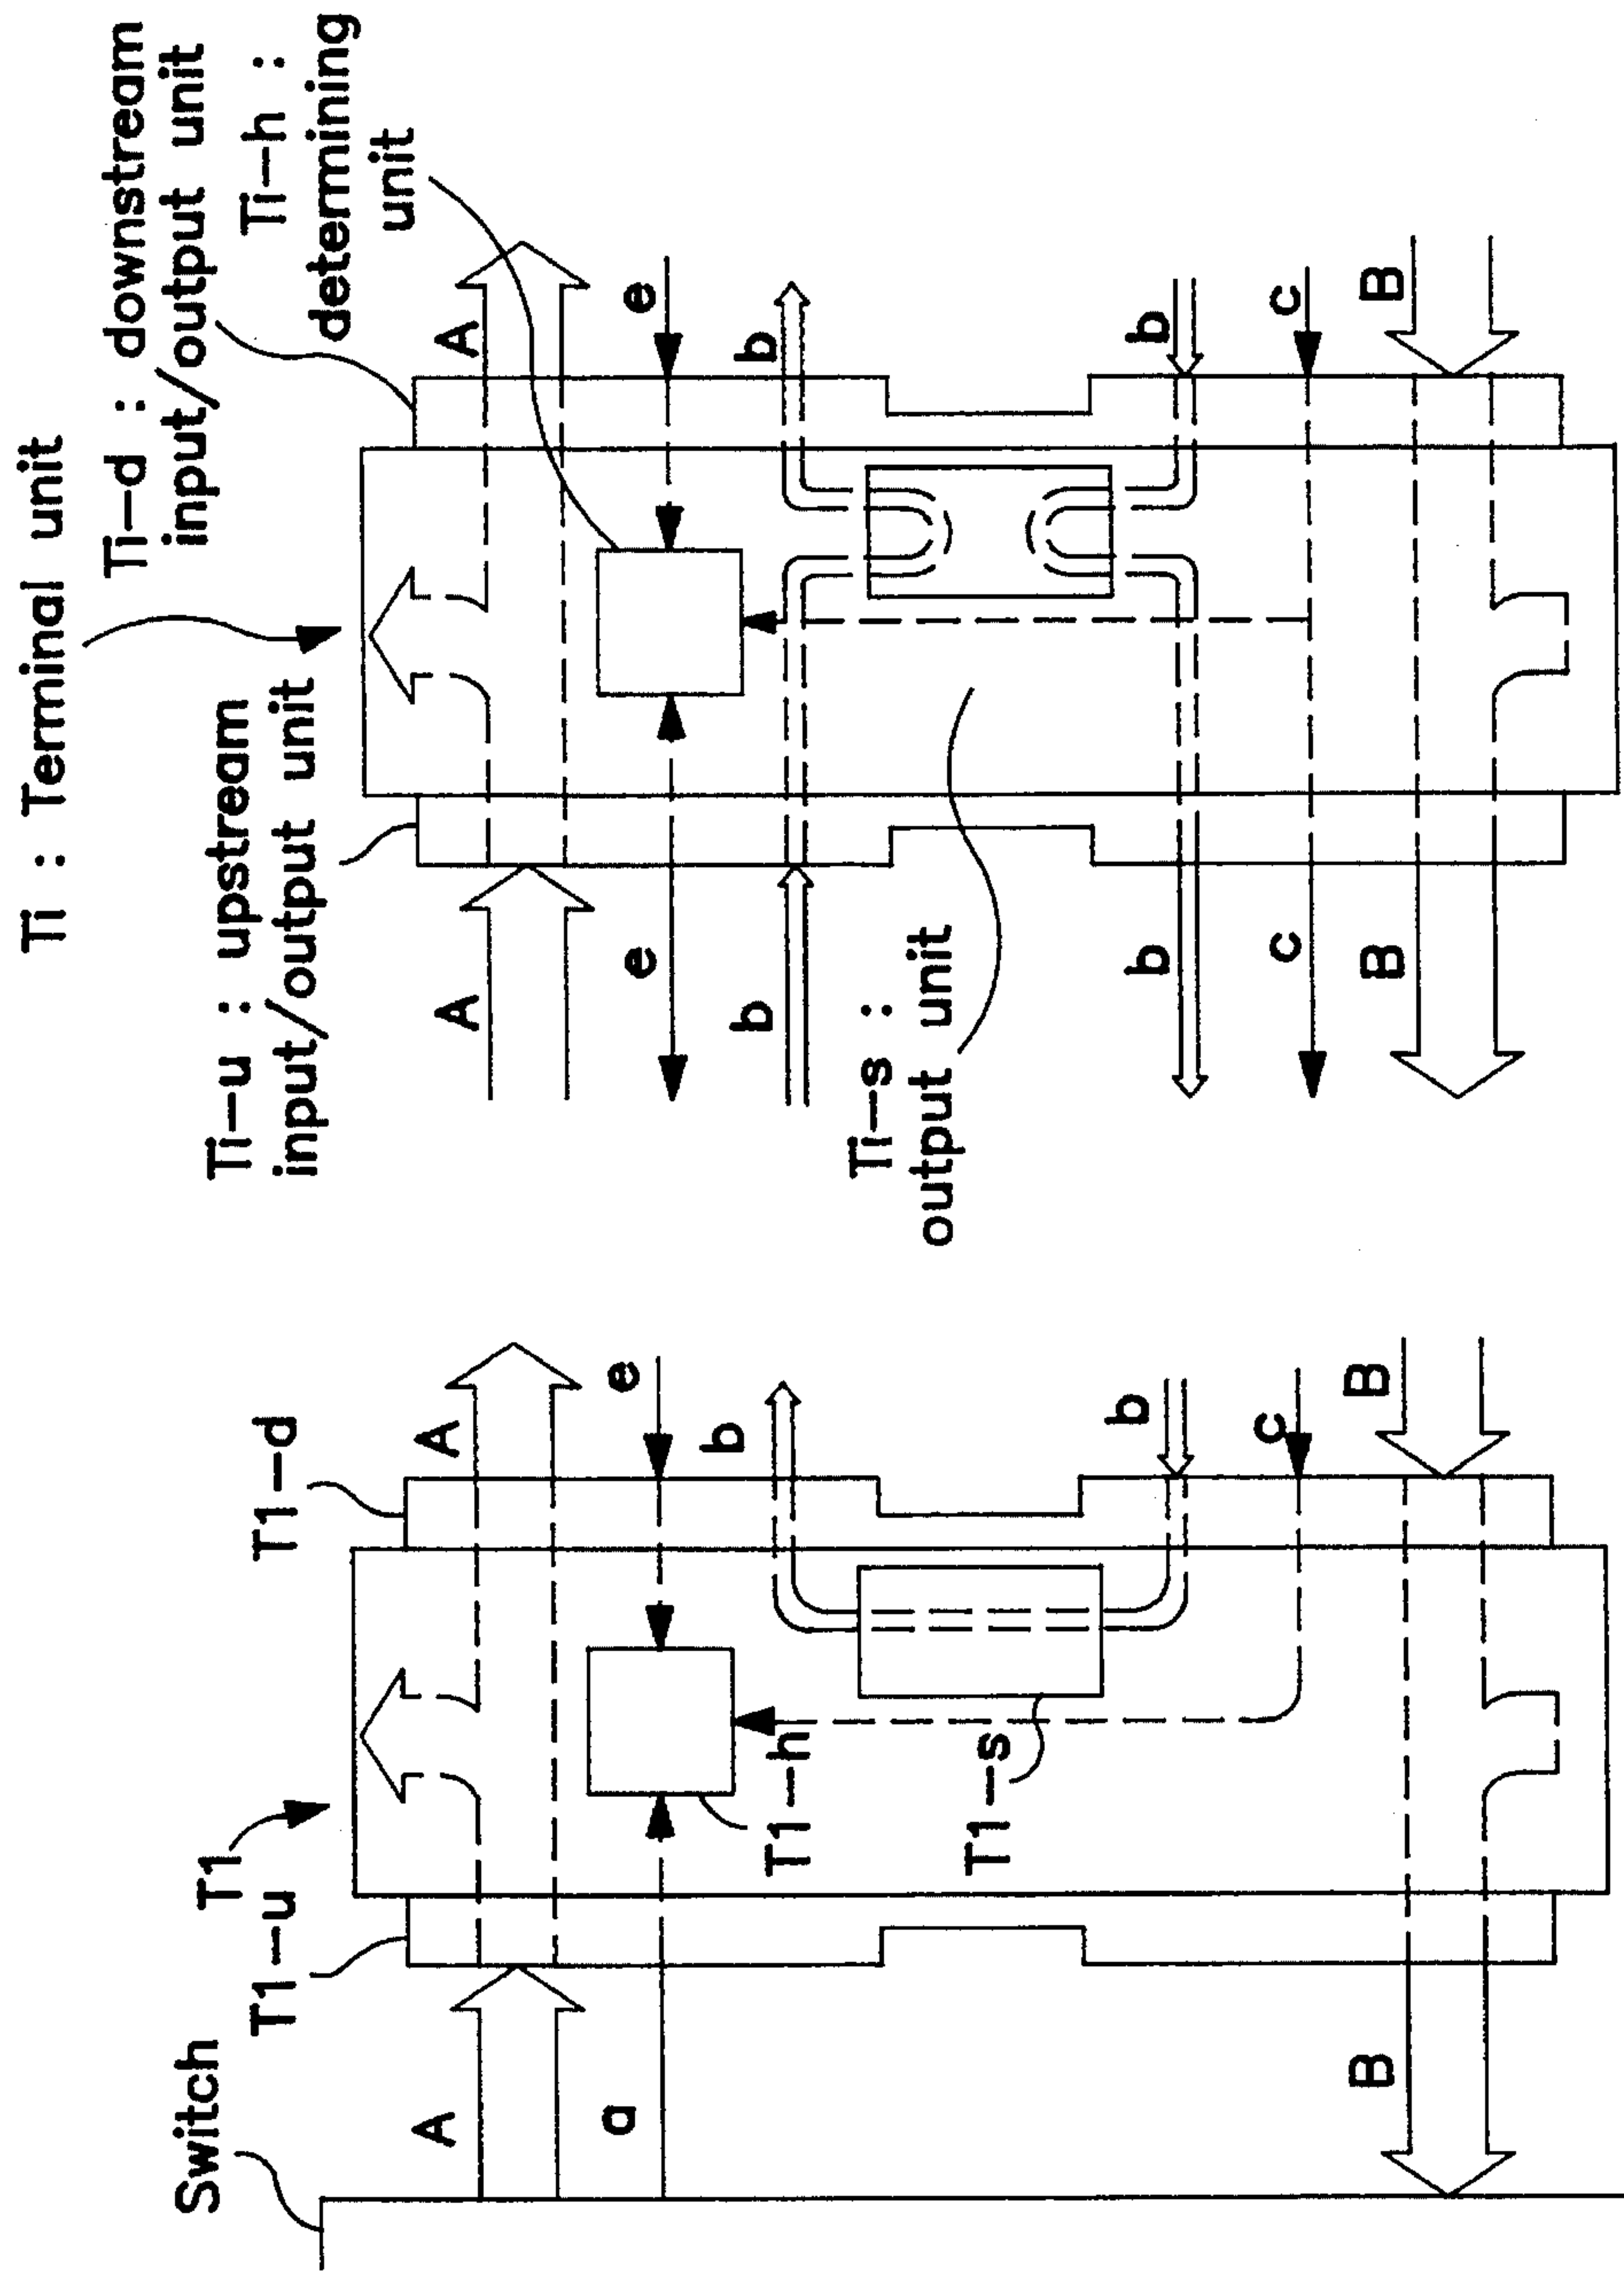 Switch
T1
T1-u
T1-d
A
a
B
T1-h
T1-s
A
e
b
b
c
B
Ti : Terminal unit
Ti-u : upstream
input/output unit
Ti-d : downstream
input/output unit
Ti-h :
determining
unit
Ti-s :
output unit
A
e
b
b
c
B
A
e
b
b
c
B